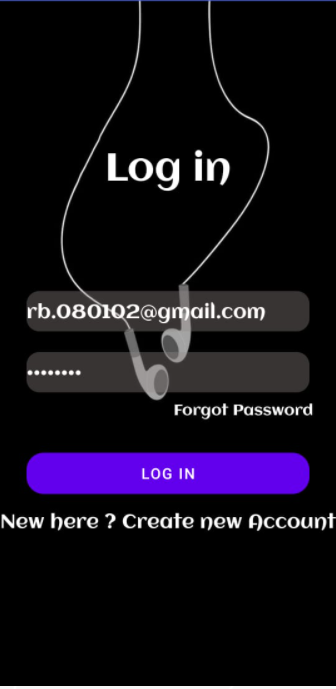 Log in
rb.080102@gmail.com
••••••••
Forgot Password
LOG IN
New here ? Create new Account